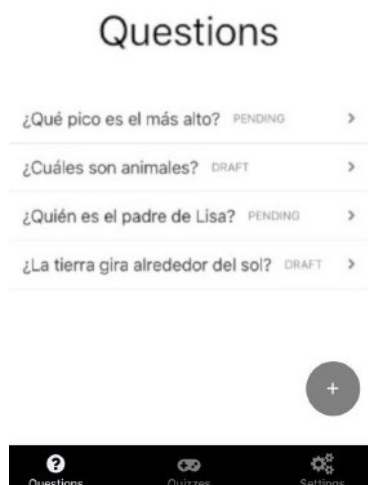 Questions
¿Qué pico es el más alto? PENDING >
¿Cuáles son animales? DRAFT >
¿Quién es el padre de Lisa? PENDING >
¿La tierra gira alrededor del sol? DRAFT >
+
Questions Quizzes Settings